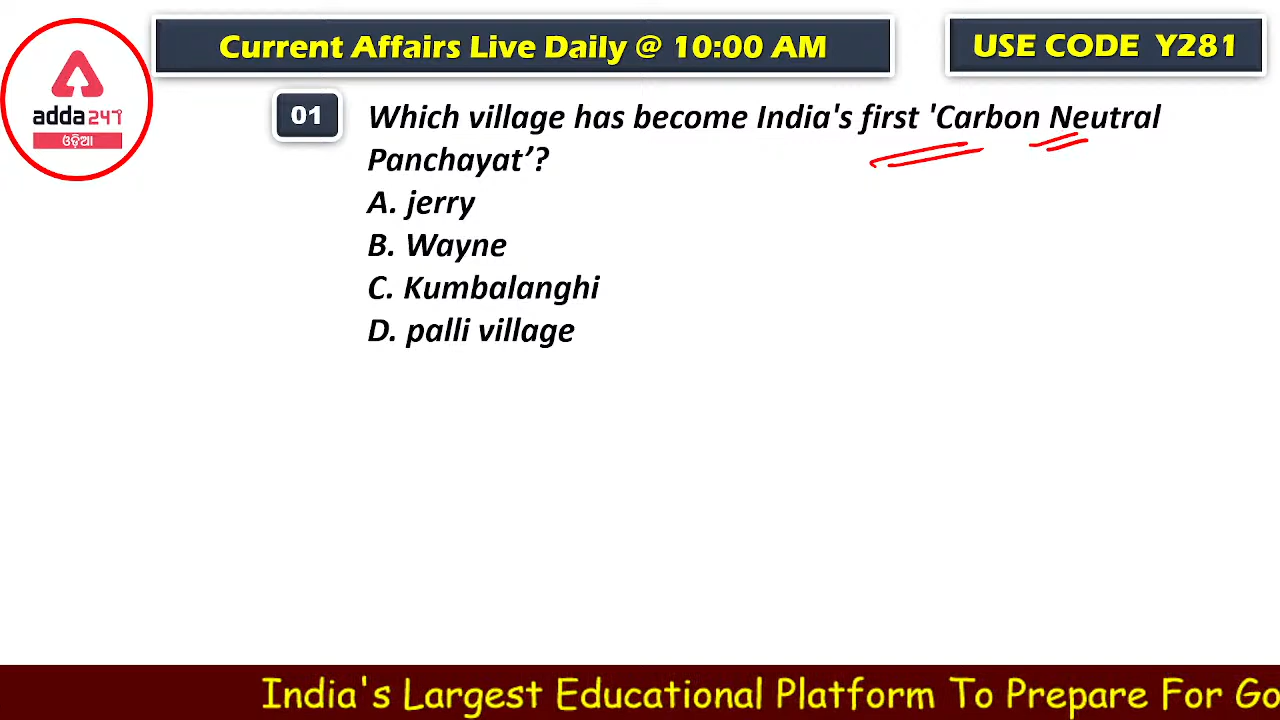 Current Affairs Live Daily @ 10:00 AM
USE CODE Y281
adda247
ଓଡ଼ିଆ
01
Which village has become India's first 'Carbon Neutral
Panchayat’?
A. jerry
B. Wayne
C. Kumbalanghi
D. palli village
India's Largest Educational Platform To Prepare For Go